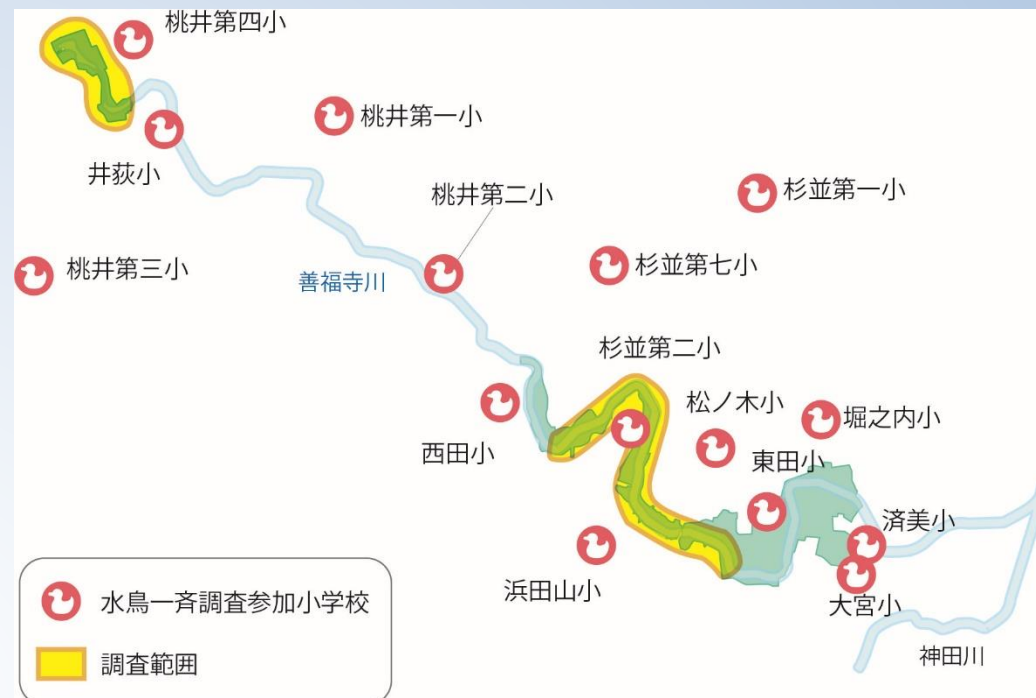 桃井第四小
桃井第一小
井荻小
桃井第二小
杉並第一小
桃井第三小
善福寺川
杉並第七小
杉並第二小
松ノ木小
堀之内小
西田小
東田小
済美小
浜田山小
大宮小
神田川
水鳥一斉調査参加小学校
調査範囲